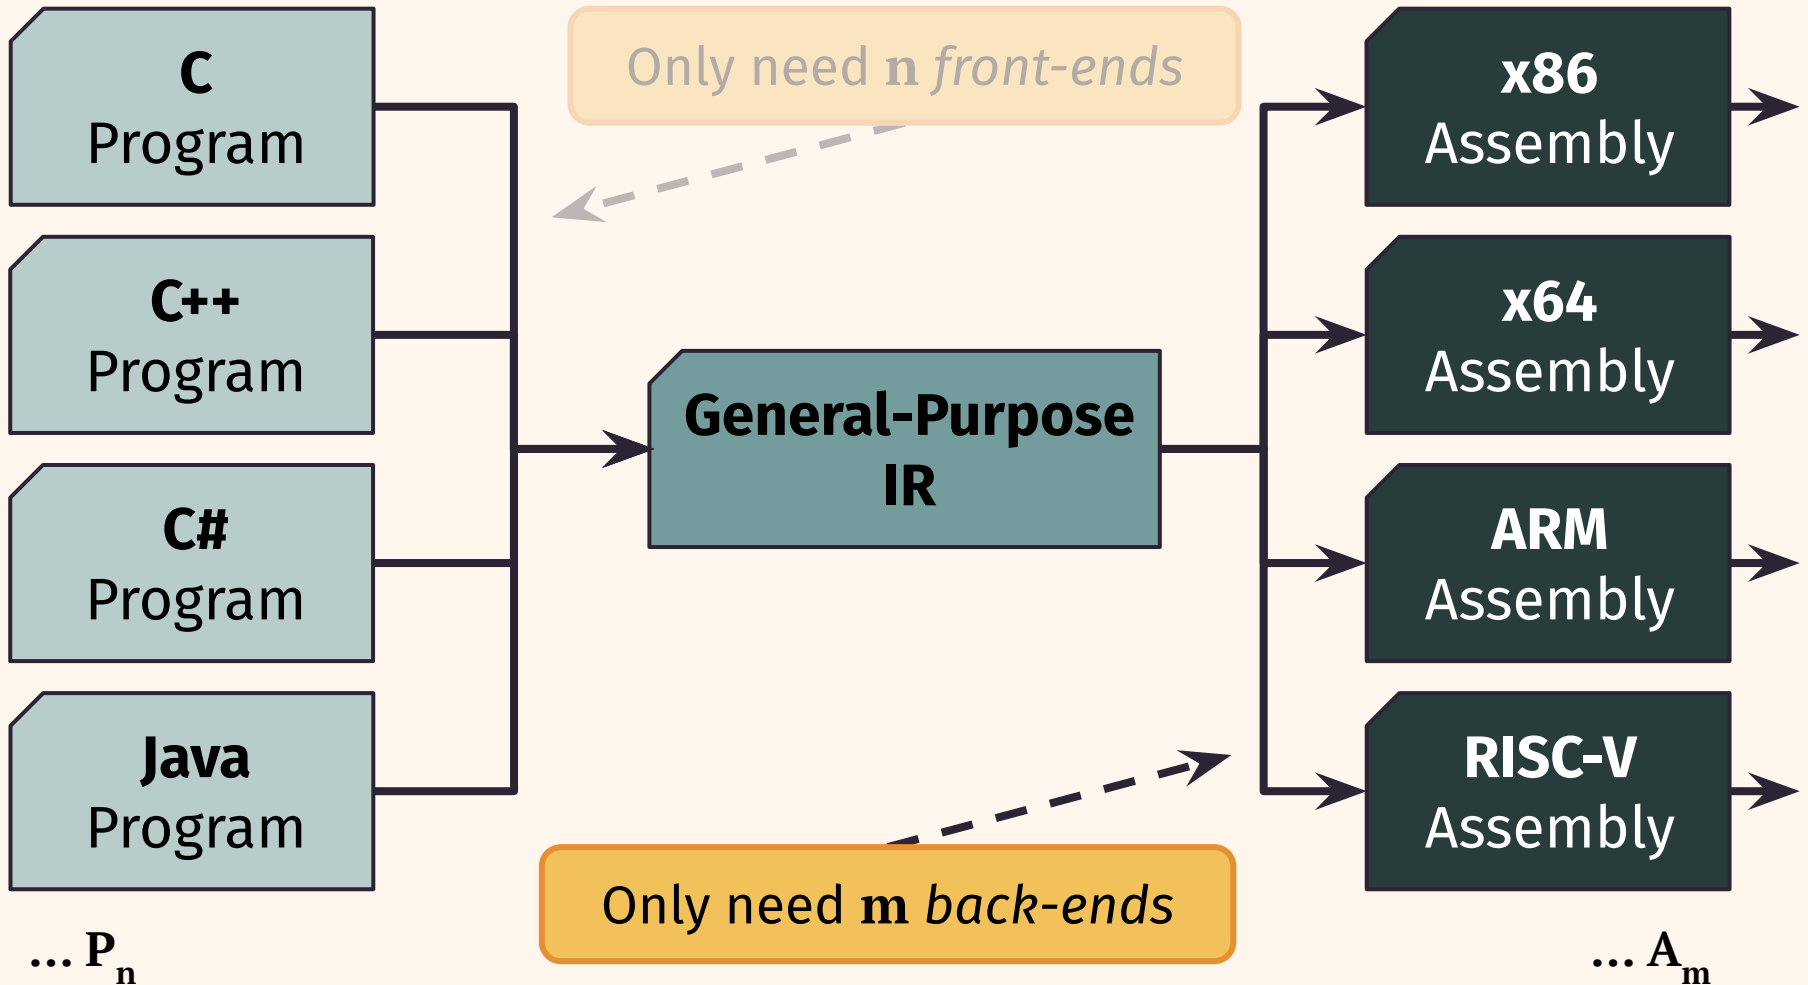 C
Program
C++
Program
C#
Program
Java
Program
... Pn
Only need n front-ends
General-Purpose
IR
Only need m back-ends
x86
Assembly
x64
Assembly
ARM
Assembly
RISC-V
Assembly
... Am